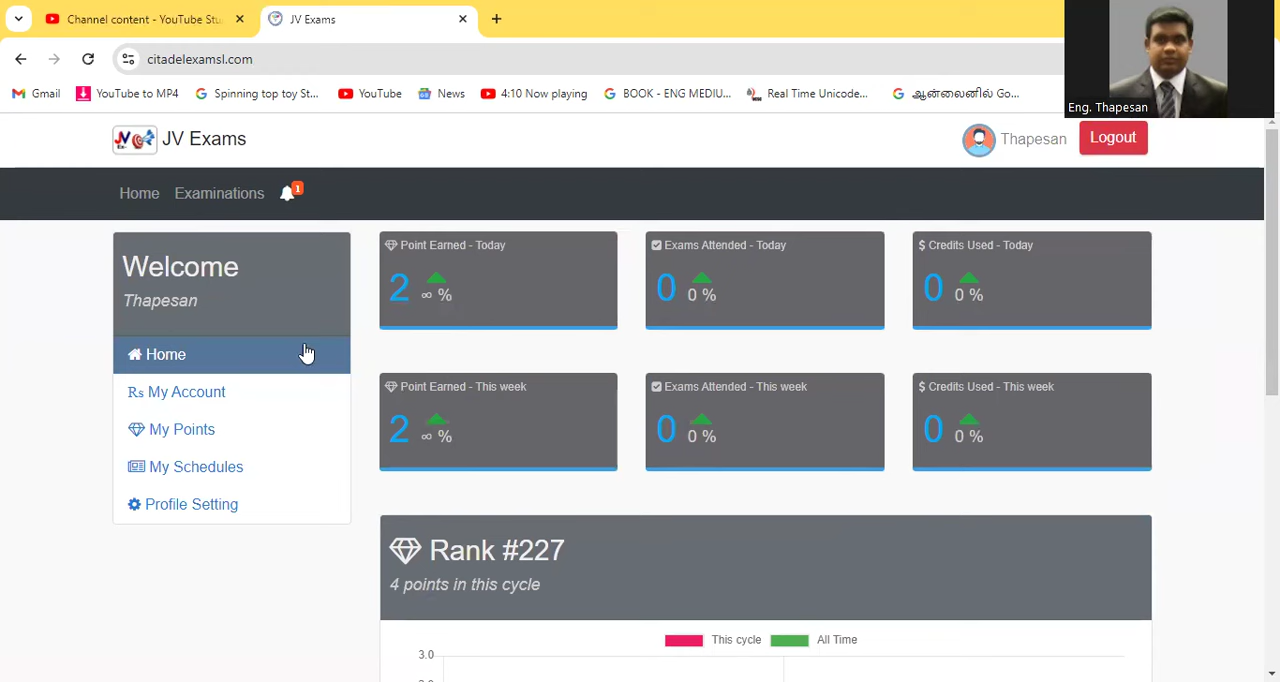 Channel content - YouTube Stu
JV Exams
citadelexamsl.com
Gmail
YouTube to MP4
Spinning top toy St...
YouTube
News
4:10 Now playing
BOOK - ENG MEDIU...
Real Time Unicode...
ஆன்லைனில் Go...
Eng. Thapesan
JV Exams
Thapesan
Logout
Home
Examinations
1
Welcome
Thapesan
Home
Rs My Account
My Points
My Schedules
Profile Setting
Point Earned - Today
2
∞ %
Exams Attended - Today
0
0 %
$ Credits Used - Today
0
0 %
Point Earned - This week
2
∞ %
Exams Attended - This week
0
0 %
$ Credits Used - This week
0
0 %
Rank #227
4 points in this cycle
This cycle
All Time
3.0